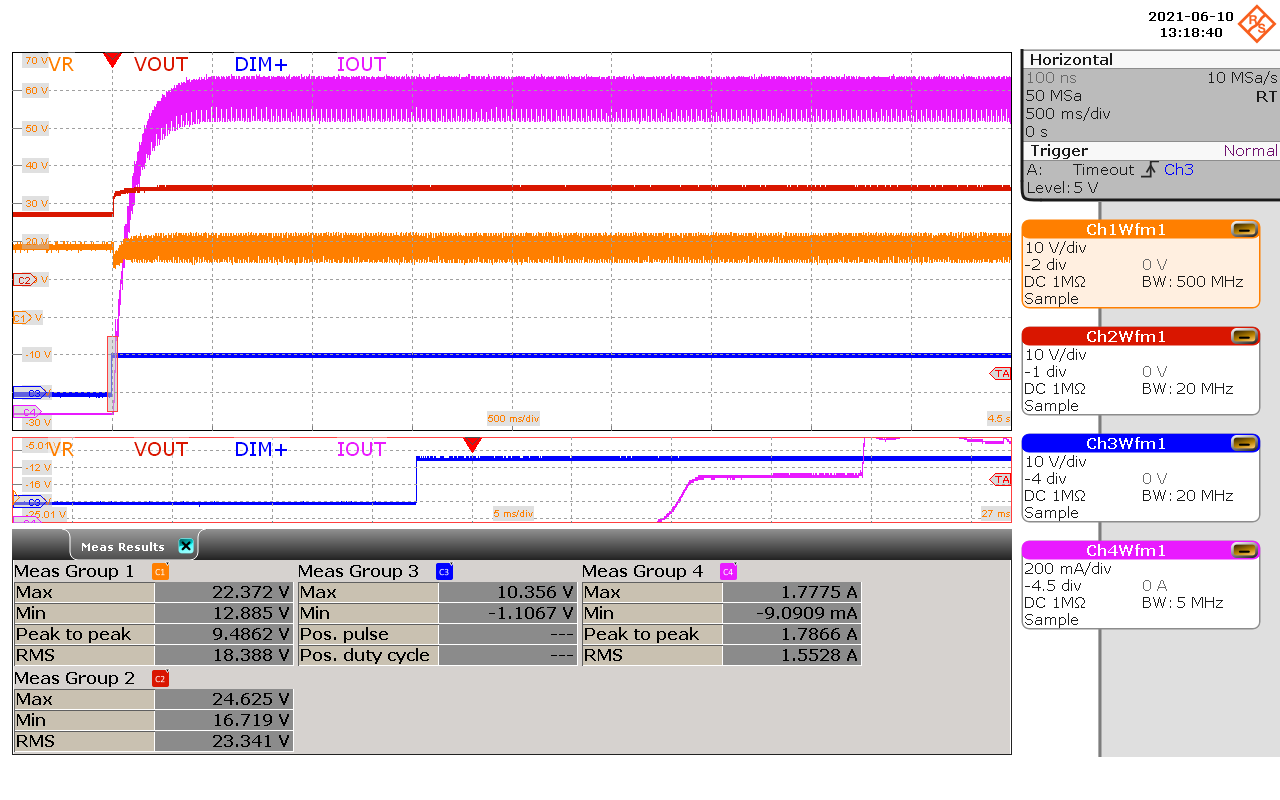 2021-06-10
13:18:40
R S
70 V VR VOUT DIM+ IOUT
60 V
50 V
40 V
30 V
20 V
C2 V
C1 V
-10 V
C3
C4
-30 V
500 ms/div
4.5 s
TA
-5.01 VR VOUT DIM+ IOUT
-12 V
-16 V
C3
-25.01 V
5 ms/div
27 ms
TA
Horizontal
100 ns 10 MSa/s
50 MSa RT
500 ms/div
0 s
Trigger Normal
A: Timeout Ch3
Level: 5 V
Ch1Wfm1
10 V/div
-2 div 0 V
DC 1MΩ BW: 500 MHz
Sample
Ch2Wfm1
10 V/div
-1 div 0 V
DC 1MΩ BW: 20 MHz
Sample
Ch3Wfm1
10 V/div
-4 div 0 V
DC 1MΩ BW: 20 MHz
Sample
Ch4Wfm1
200 mA/div
-4.5 div 0 A
DC 1MΩ BW: 5 MHz
Sample
Meas Results
Meas Group 1 C1
Max 22.372 V
Min 12.885 V
Peak to peak 9.4862 V
RMS 18.388 V
Meas Group 3 C3
Max 10.356 V
Min -1.1067 V
Pos. pulse ---
Pos. duty cycle ---
Meas Group 4 C4
Max 1.7775 A
Min -9.0909 mA
Peak to peak 1.7866 A
RMS 1.5528 A
Meas Group 2 C2
Max 24.625 V
Min 16.719 V
RMS 23.341 V